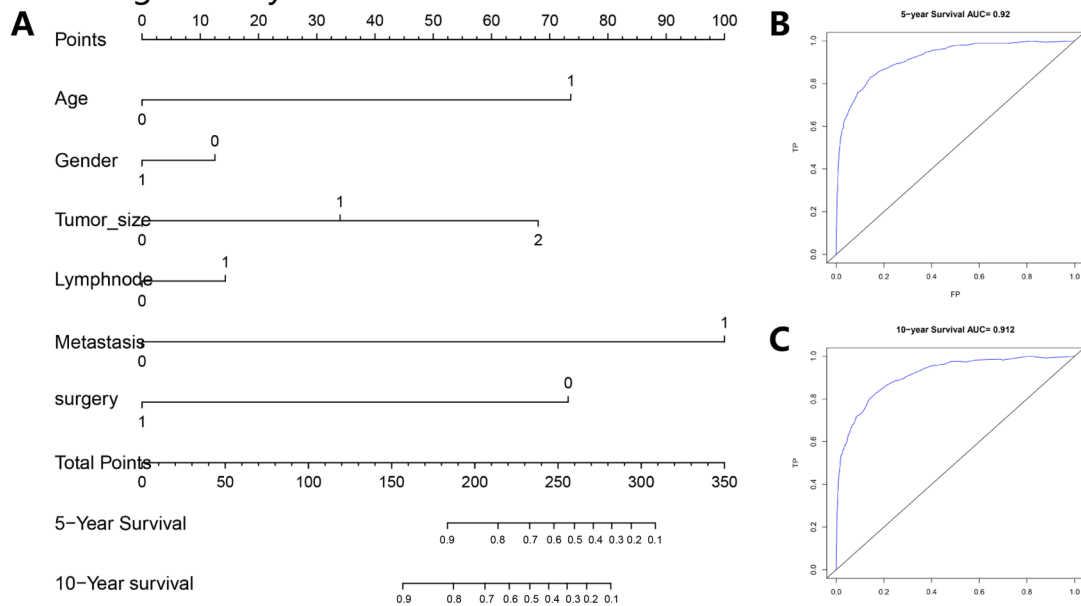 A
0 10 20 30 40 50 60 70 80 90 100
Points
Age
1
0
Gender
0
1
Tumor_size
1
0
2
Lymphnode
1
0
Metastasis
1
0
surgery
0
1
Total Points
0 50 100 150 200 250 300 350
5−Year Survival
0.9 0.8 0.7 0.6 0.5 0.4 0.3 0.2 0.1
10−Year survival
0.9 0.8 0.7 0.6 0.5 0.4 0.3 0.2 0.1
B
5−year Survival AUC= 0.92
TP
1.0
0.8
0.6
0.4
0.2
0.0
0.0 0.2 0.4 0.6 0.8 1.0
FP
C
10−year Survival AUC= 0.912
TP
1.0
0.8
0.6
0.4
0.2
0.0
0.0 0.2 0.4 0.6 0.8 1.0